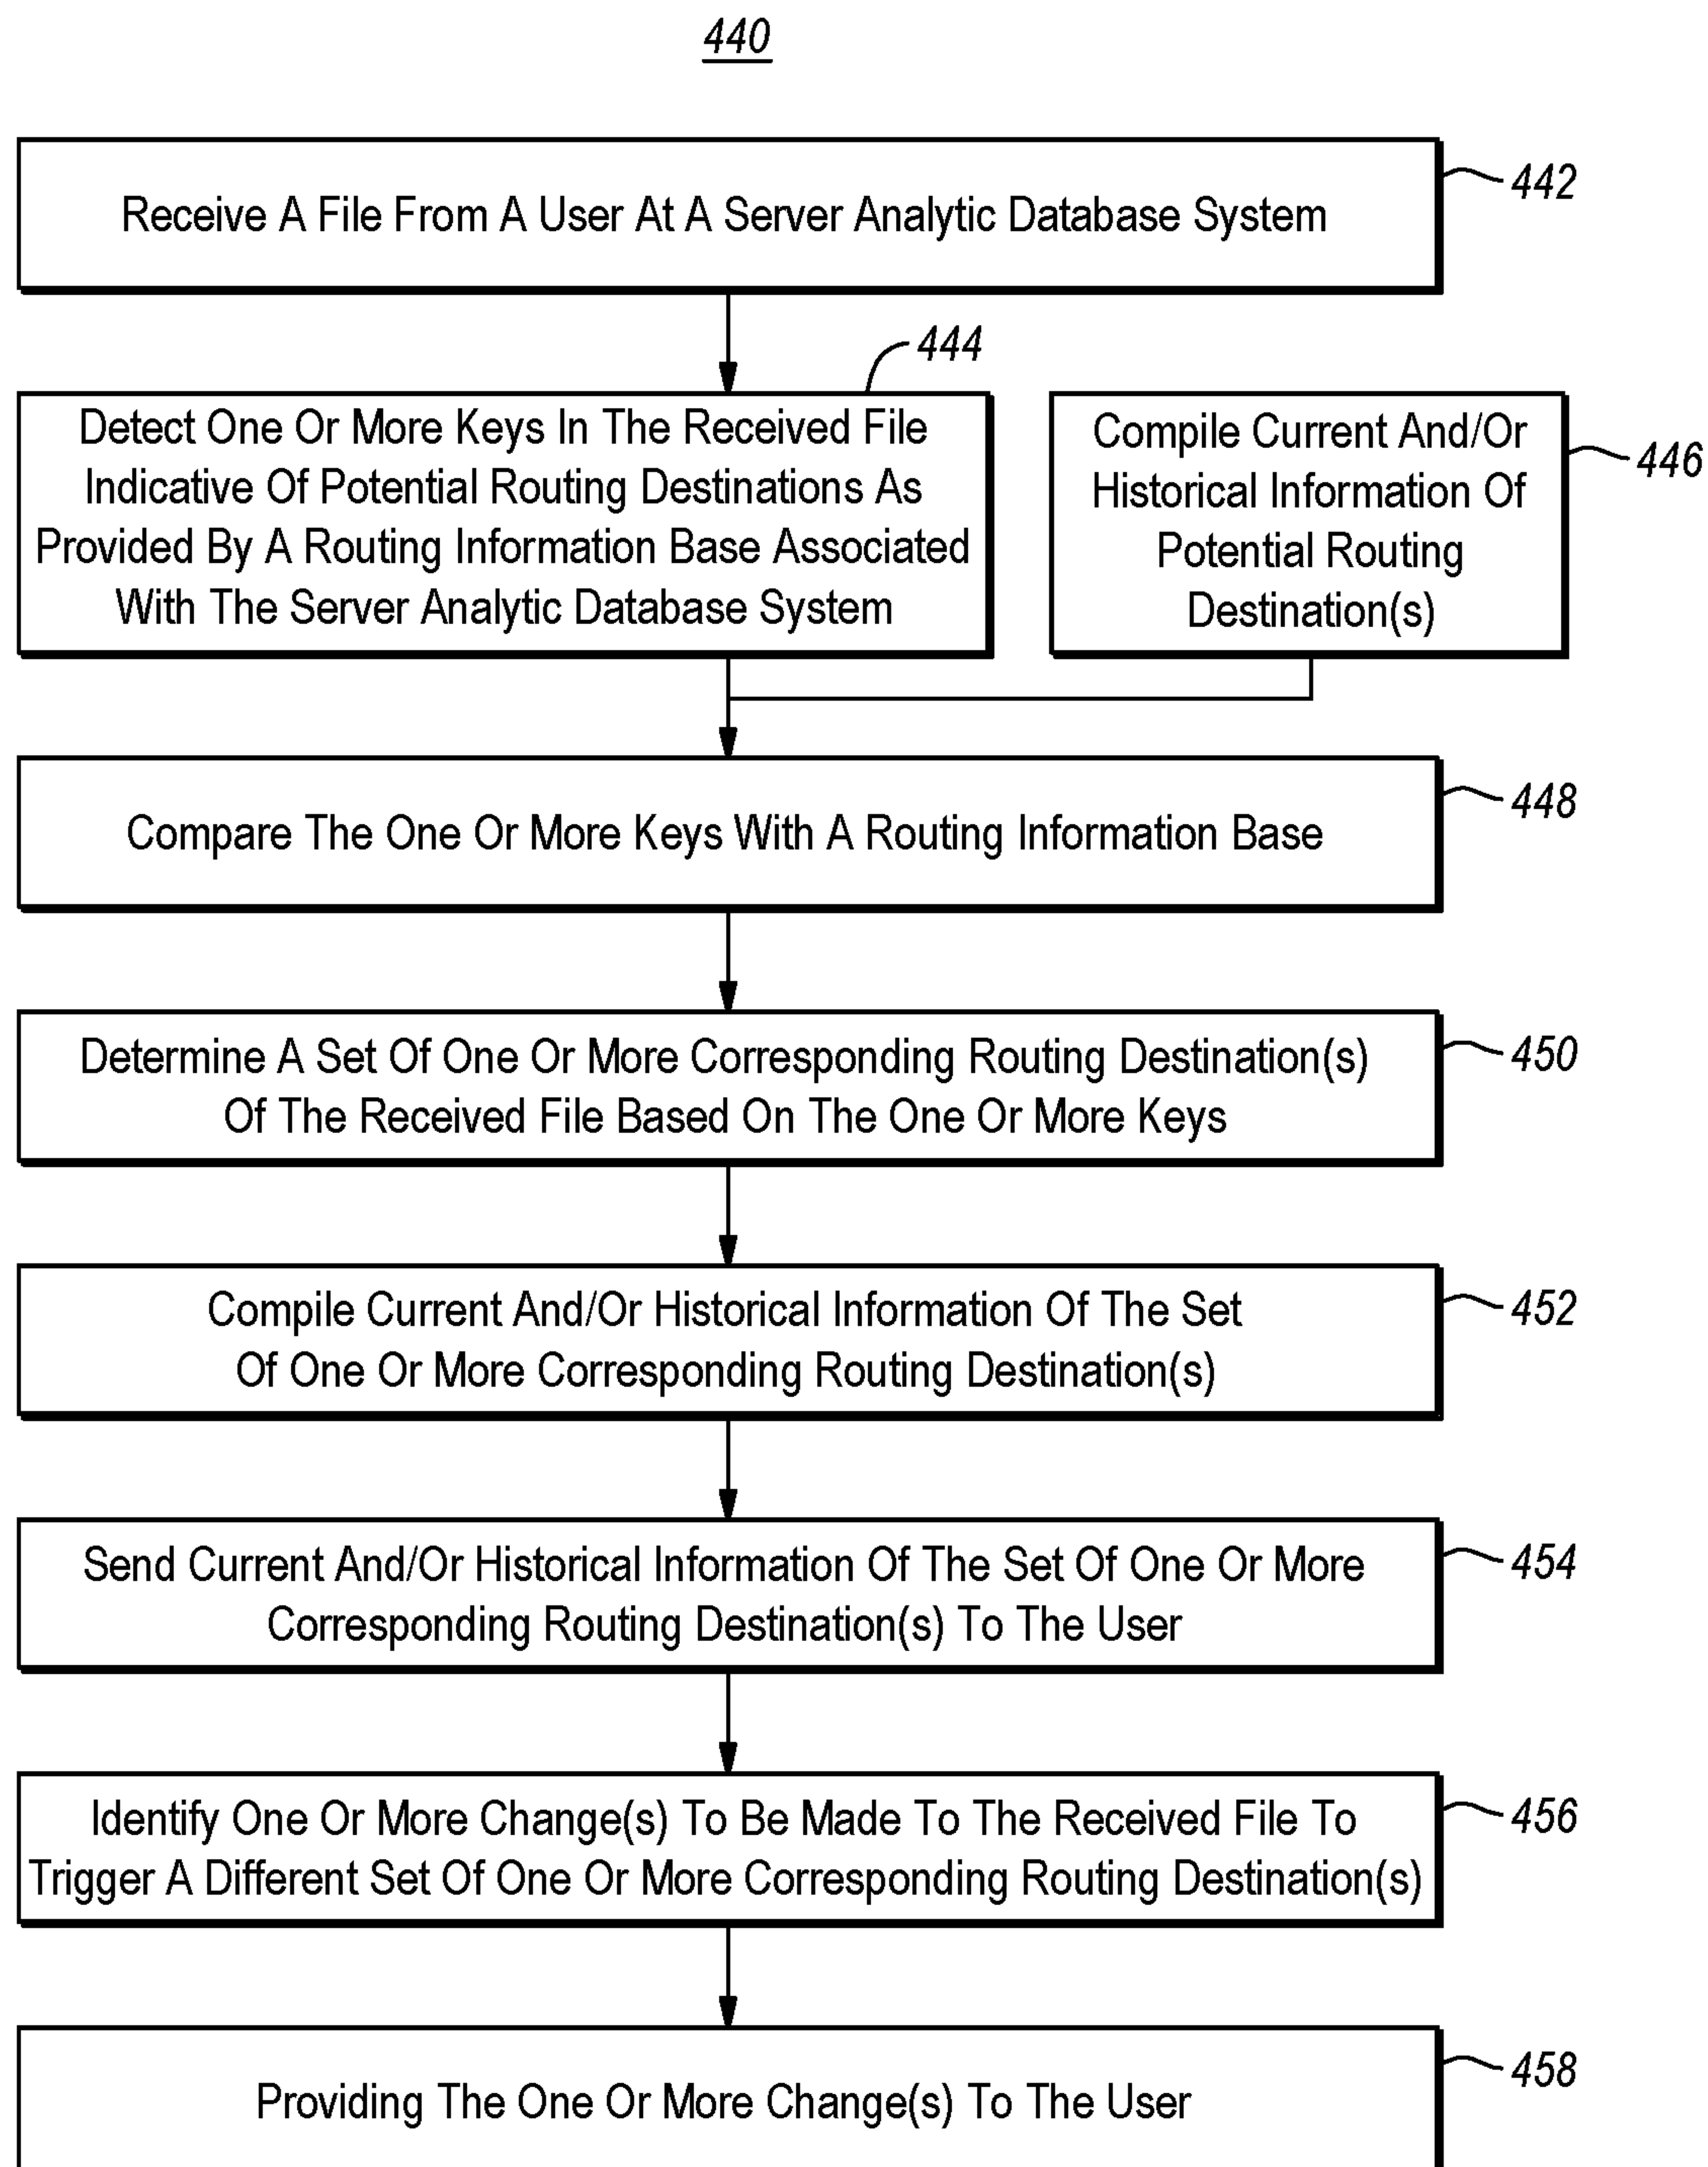 440
Receive A File From A User At A Server Analytic Database System
442
444
Detect One Or More Keys In The Received File
Indicative Of Potential Routing Destinations As
Provided By A Routing Information Base Associated
With The Server Analytic Database System
Compile Current And/Or
Historical Information Of
Potential Routing
Destination(s)
446
Compare The One Or More Keys With A Routing Information Base
448
Determine A Set Of One Or More Corresponding Routing Destination(s)
Of The Received File Based On The One Or More Keys
450
Compile Current And/Or Historical Information Of The Set
Of One Or More Corresponding Routing Destination(s)
452
Send Current And/Or Historical Information Of The Set Of One Or More
Corresponding Routing Destination(s) To The User
454
Identify One Or More Change(s) To Be Made To The Received File To
Trigger A Different Set Of One Or More Corresponding Routing Destination(s)
456
Providing The One Or More Change(s) To The User
458